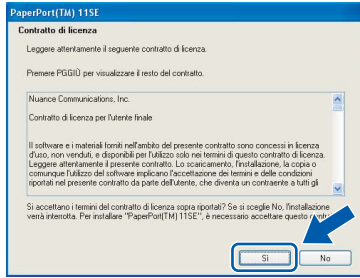 PaperPort(TM) 11SE
Contratto di licenza
Leggere attentamente il seguente contratto di licenza.
Premere PGGIÙ per visualizzare il resto del contratto.
Nuance Communications, Inc.
Contratto di licenza per l'utente finale
Il software e i materiali forniti nell'ambito del presente contratto sono concessi in licenza
d'uso, non venduti, e disponibili per l'utilizzo solo nei termini di questo contratto di licenza.
Leggere attentamente il presente contratto. Lo scaricamento, l'installazione, la copia o
comunque l'utilizzo del software implicano l'accettazione dei termini e delle condizioni
riportati nel presente contratto da parte dell'utente, che diventa un contraente a tutti gli
Si accettano i termini del contratto di licenza sopra riportati? Se si sceglie No, l'installazione
verrà interrotta. Per installare "PaperPort(TM) 11SE", è necessario accettare questo
Sì
No